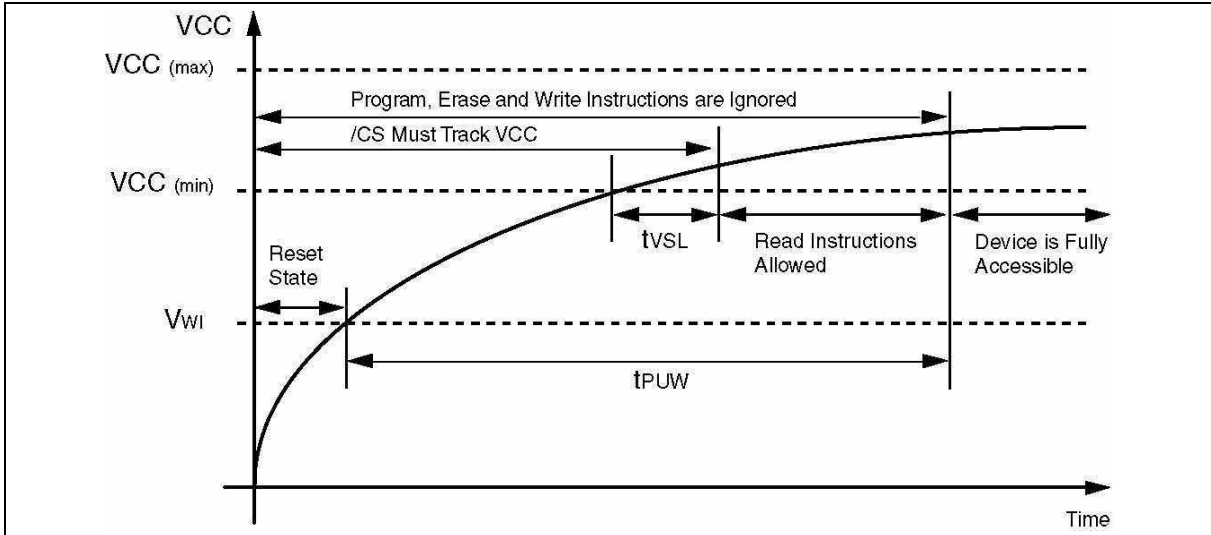 VCC
VCC (max)
Program, Erase and Write Instructions are Ignored
/CS Must Track VCC
VCC (min)
tVSL
Read Instructions
Allowed
Device is Fully
Accessible
Reset
State
VWI
tPUW
Time